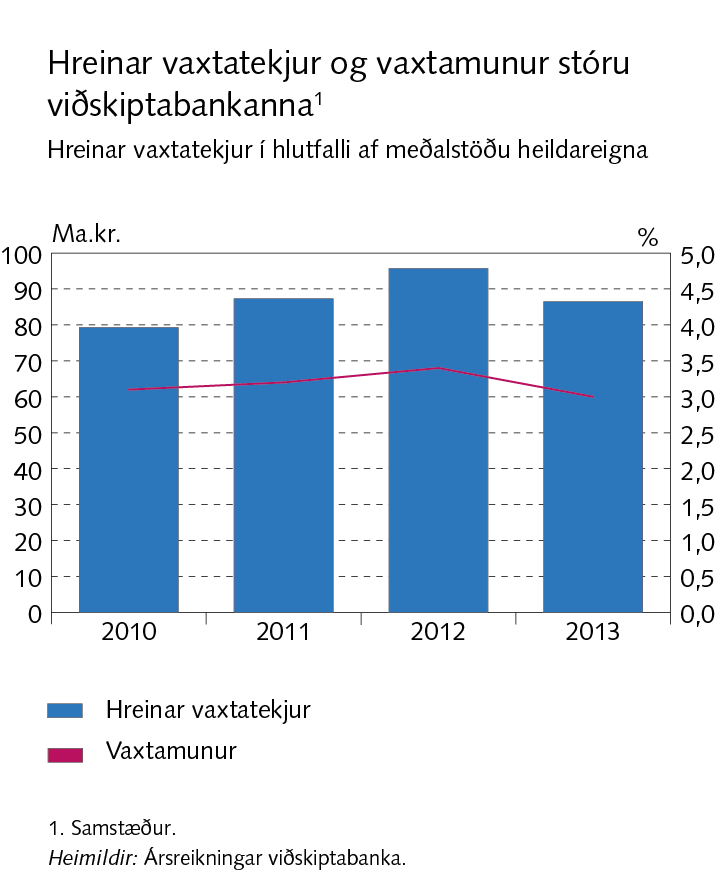 Hreinar vaxtatekjur og vaxtamunur stóru
viðskiptabankanna¹
Hreinar vaxtatekjur í hlutfalli af meðalstöðu heildareigna
Ma.kr. %
100 5,0
90 4,5
80 4,0
70 3,5
60 3,0
50 2,5
40 2,0
30 1,5
20 1,0
10 0,5
0 0,0
2010 2011 2012 2013
Hreinar vaxtatekjur
Vaxtamunur
1. Samstæður.
Heimildir: Ársreikningar viðskiptabanka.